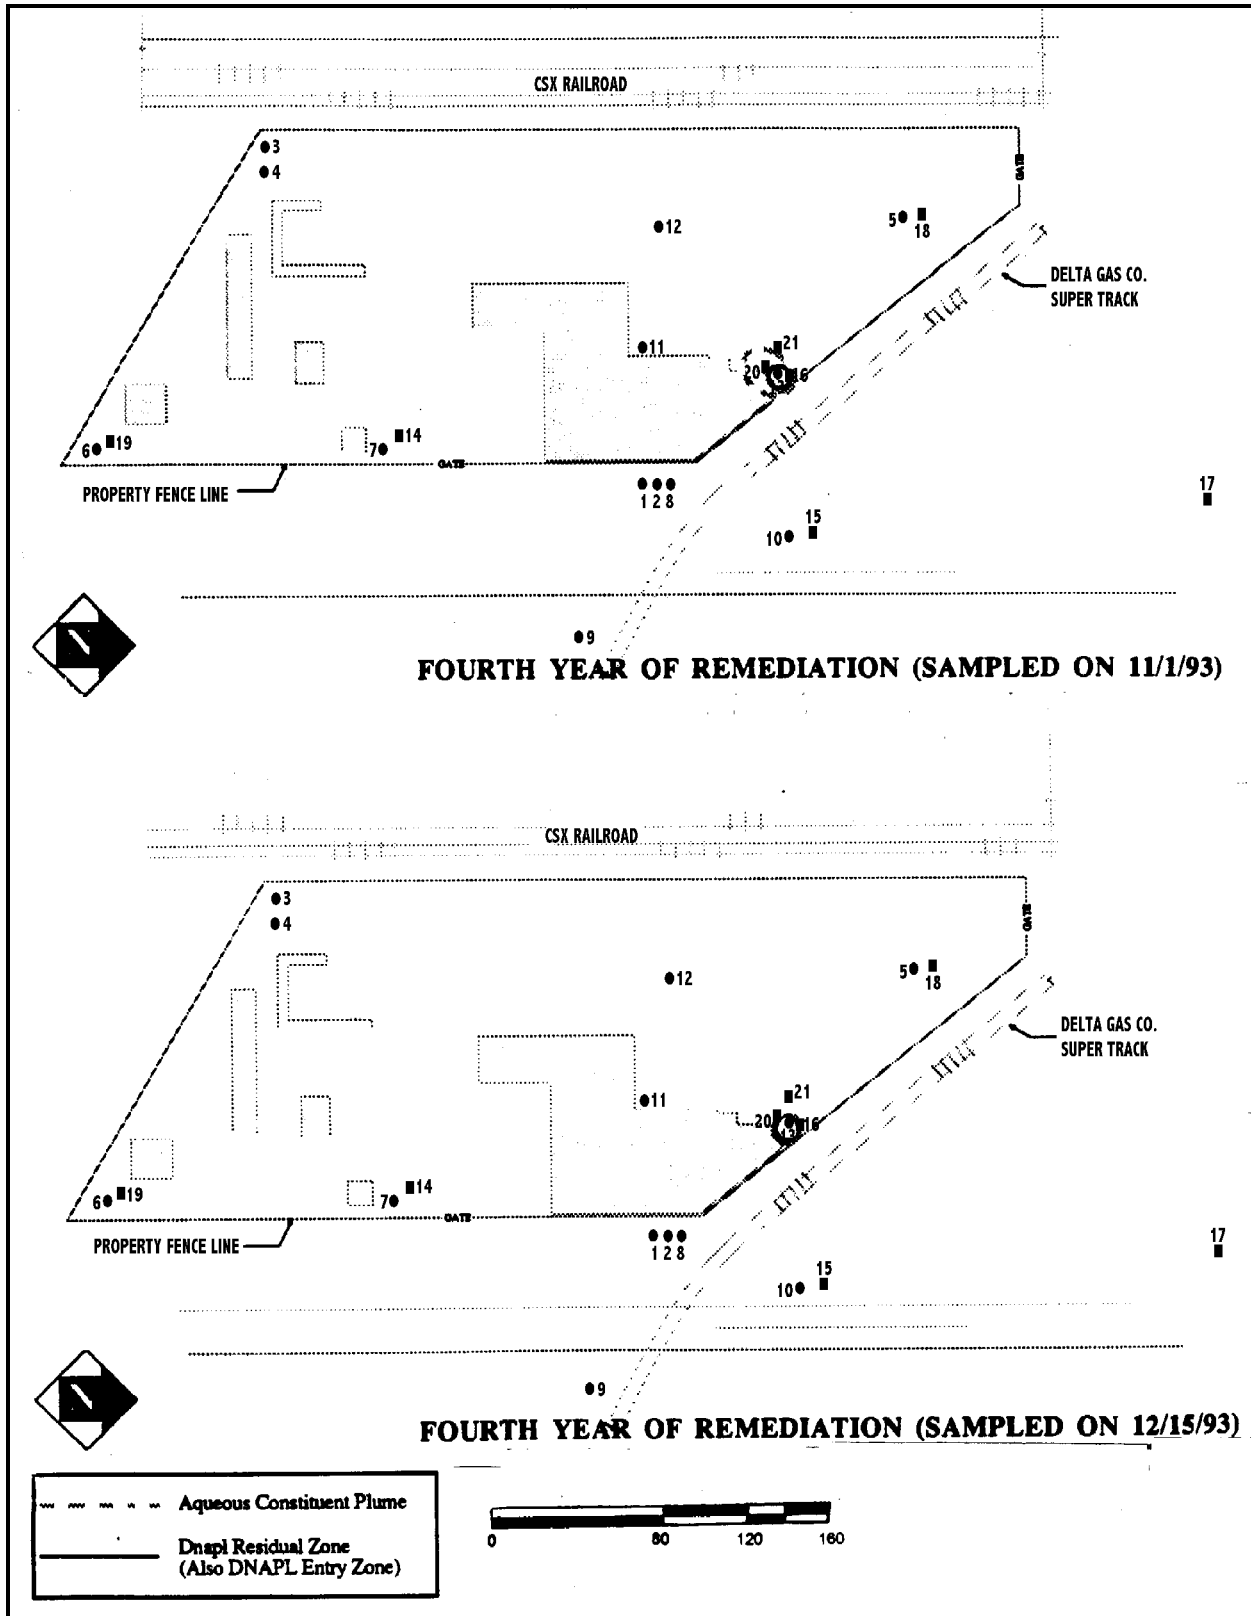 CSX RAILROAD
3
4
BLVD
12
5
18
DELTA GAS CO.
SUPER TRACK
11
21
20
16
6
19
7
14
GATE
PROPERTY FENCE LINE
1 2 8
17
15
10
9
FOURTH YEAR OF REMEDIATION (SAMPLED ON 11/1/93)
CSX RAILROAD
3
4
BLVD
12
5
18
DELTA GAS CO.
SUPER TRACK
11
21
20
16
13
6
19
7
14
GATE
PROPERTY FENCE LINE
1 2 8
17
15
10
9
FOURTH YEAR OF REMEDIATION (SAMPLED ON 12/15/93)
Aqueous Constituent Plume
Dnapl Residual Zone
(Also DNAPL Entry Zone)
0 80 120 160